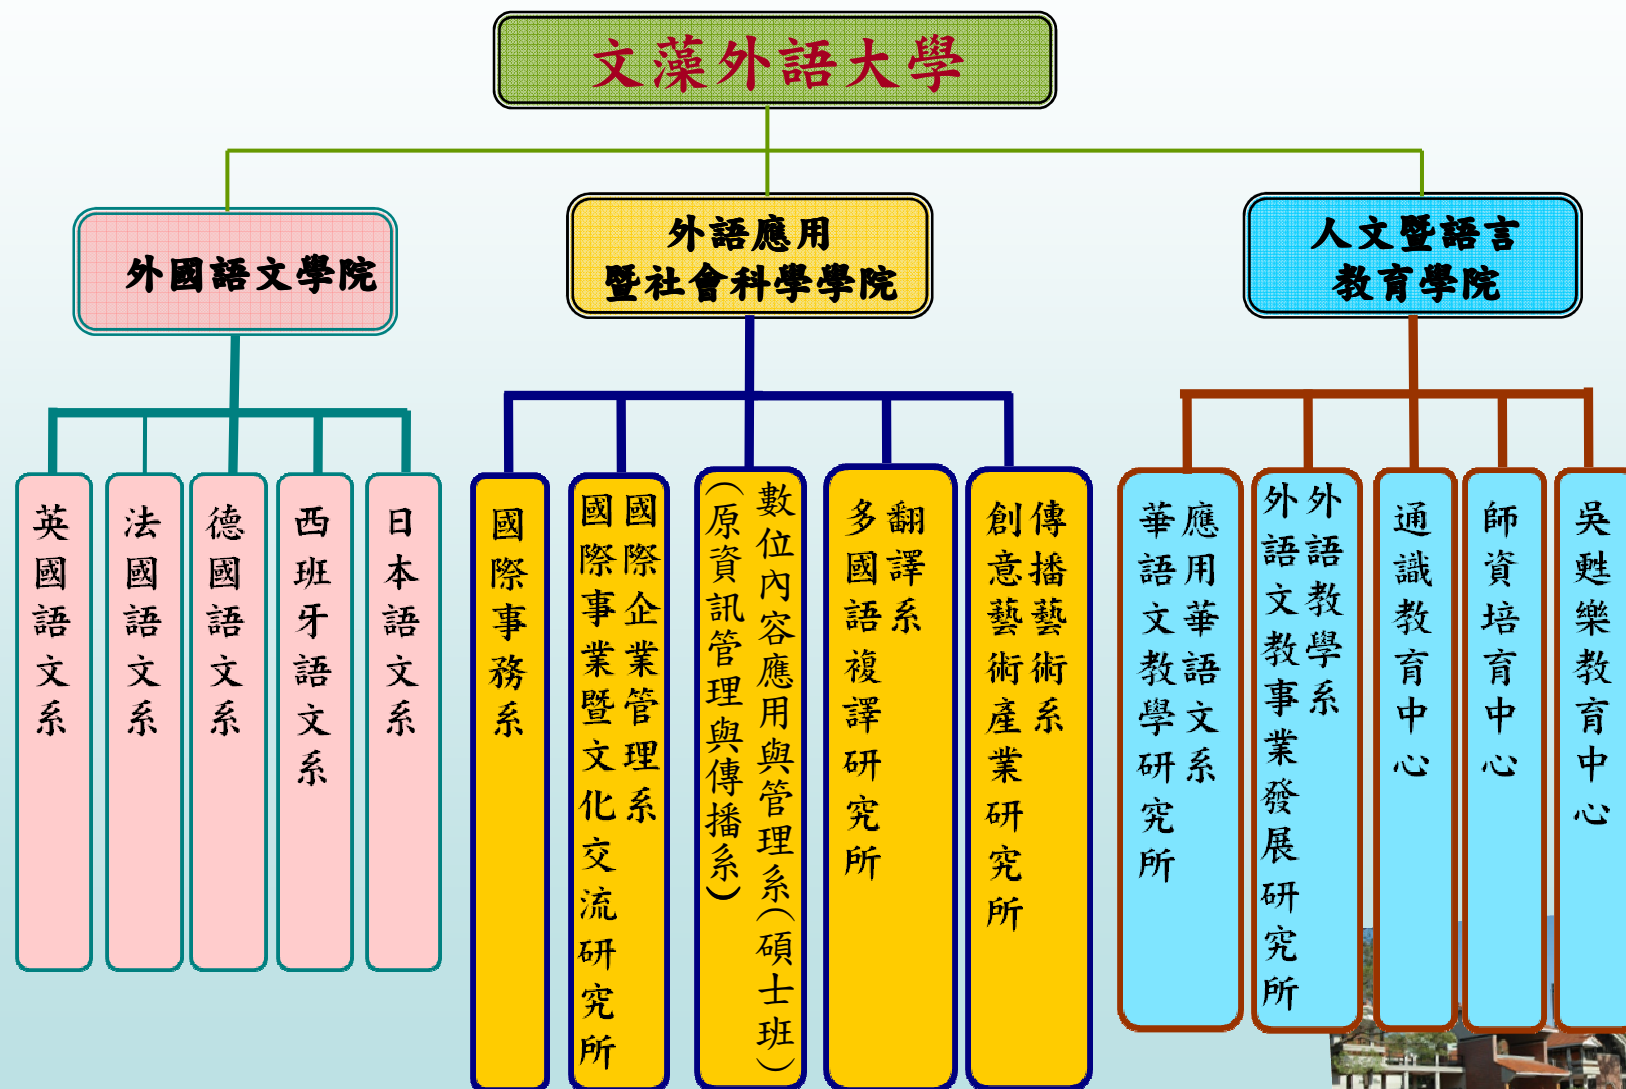 文藻外語大學
外國語文學院
外語應用
暨社會科學學院
人文暨語言
教育學院
英國語文系
法國語文系
德國語文系
西班牙語文系
日本語文系
國際事務系
國際企業管理系
國際事業暨文化交流研究所
數位內容應用與管理系(碩士班)
(原資訊管理與傳播系)
翻譯系
多國語複譯研究所
傳播藝術系
創意藝術產業研究所
應用華語文系
華語文教學研究所
外語教學系
外語文教事業發展研究所
通識教育中心
師資培育中心
吳甦樂教育中心